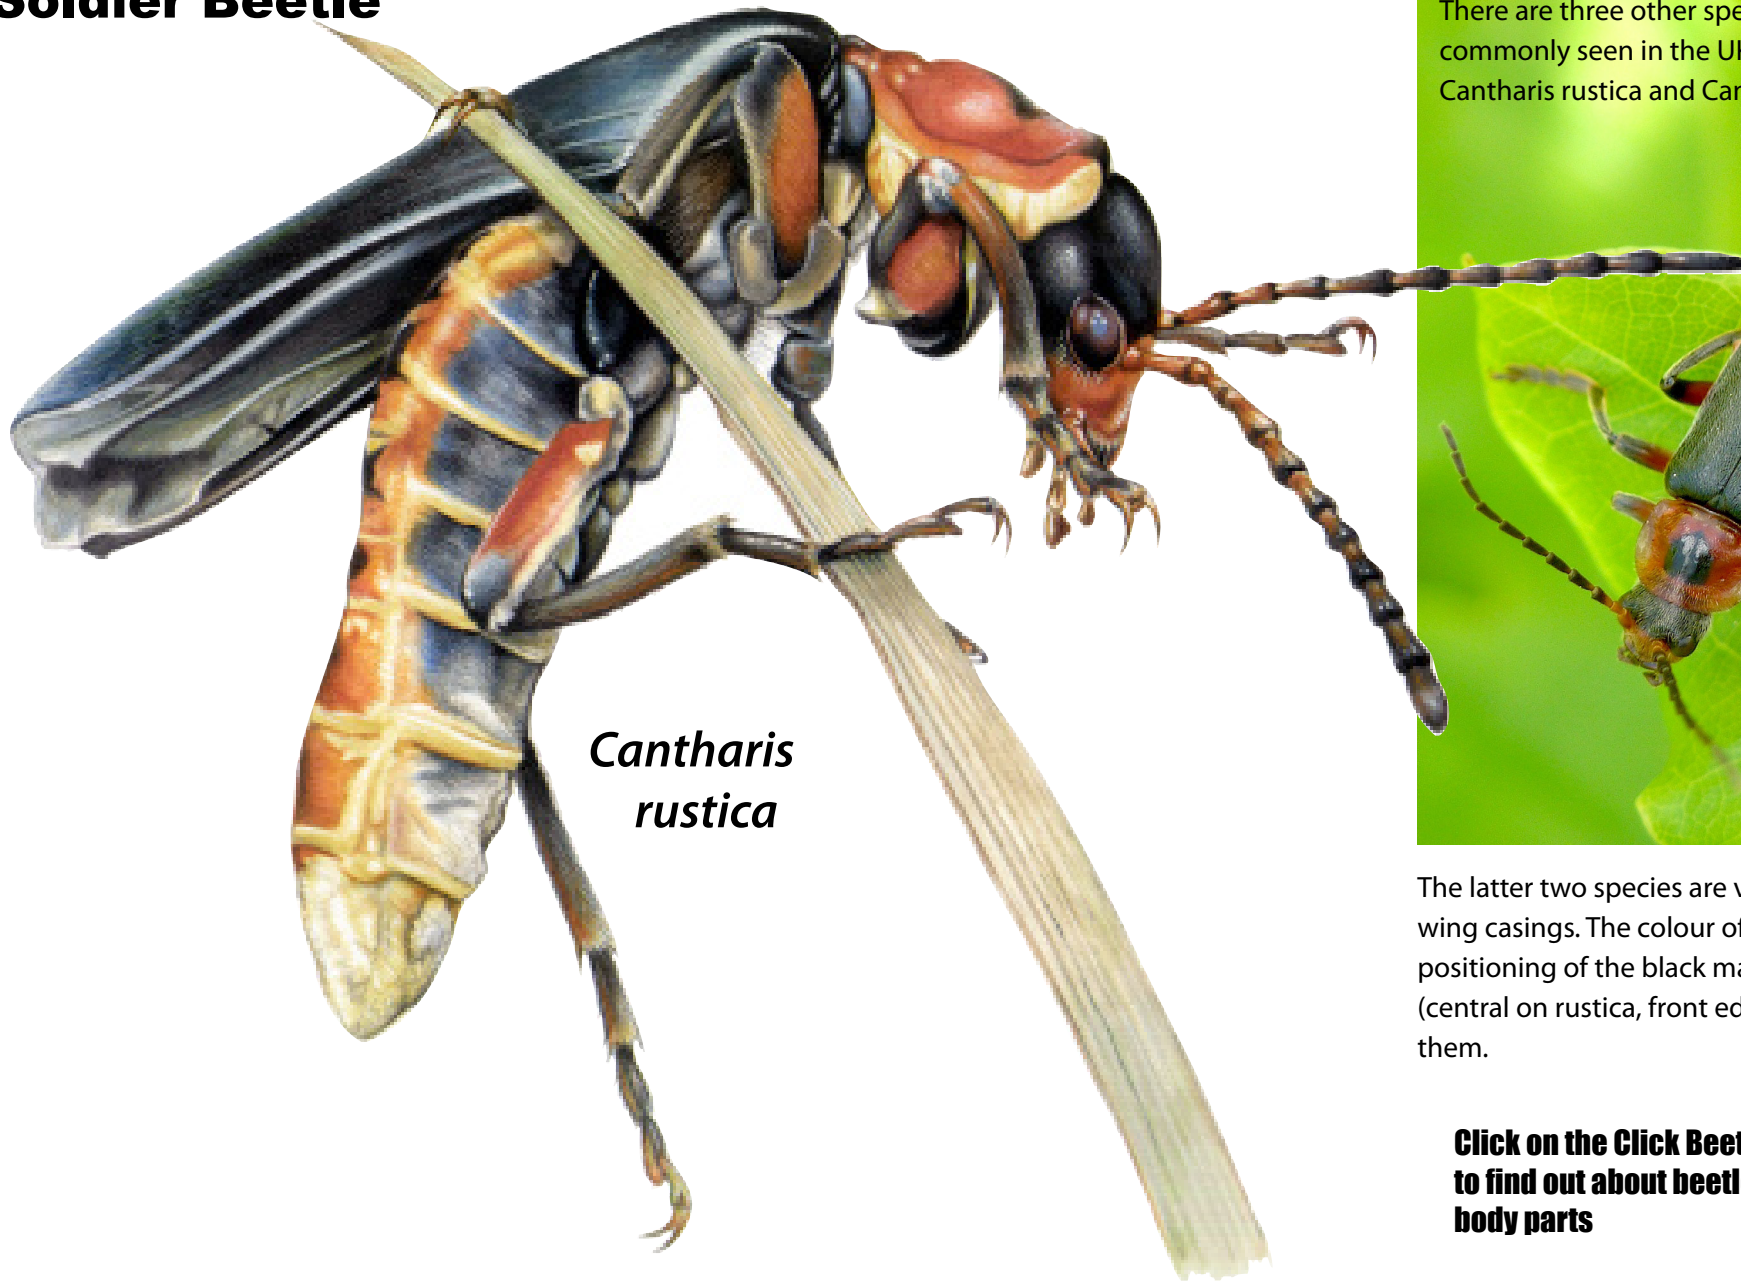 Soldier Beetle
There are three other spe
commonly seen in the UK
Cantharis rustica and Car
Cantharis
rustica
The latter two species are v
wing casings. The colour of
positioning of the black ma
(central on rustica, front ed
them.
Click on the Click Beet
to find out about beetl
body parts